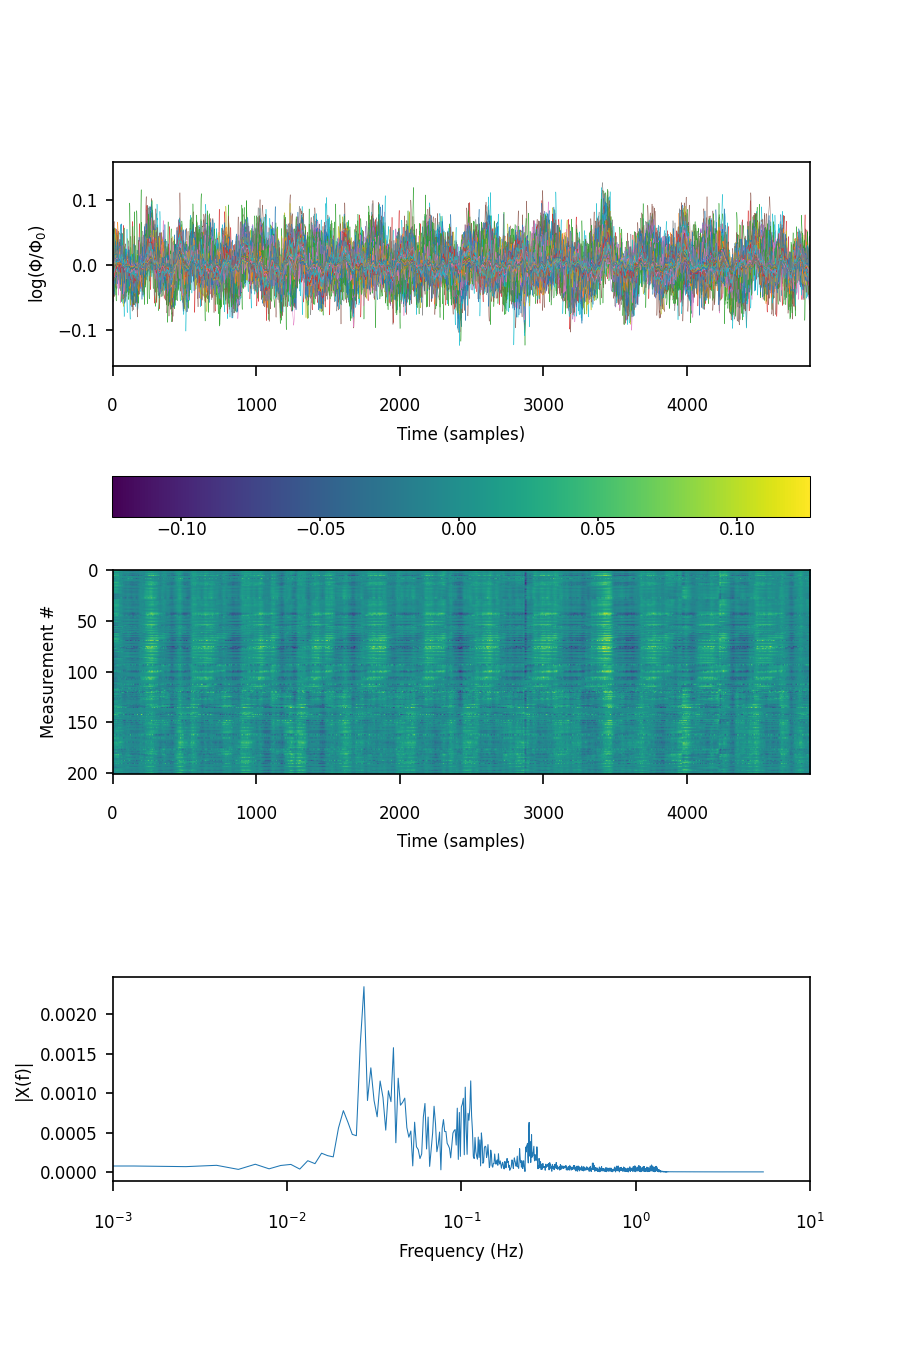 0.1
0.0
−0.1
log(Φ/Φ₀)
0 1000 2000 3000 4000
Time (samples)
−0.10 −0.05 0.00 0.05 0.10
0
50
100
150
200
Measurement #
0 1000 2000 3000 4000
Time (samples)
0.0020
0.0015
0.0010
0.0005
0.0000
|X(f)|
10⁻³ 10⁻² 10⁻¹ 10⁰ 10¹
Frequency (Hz)